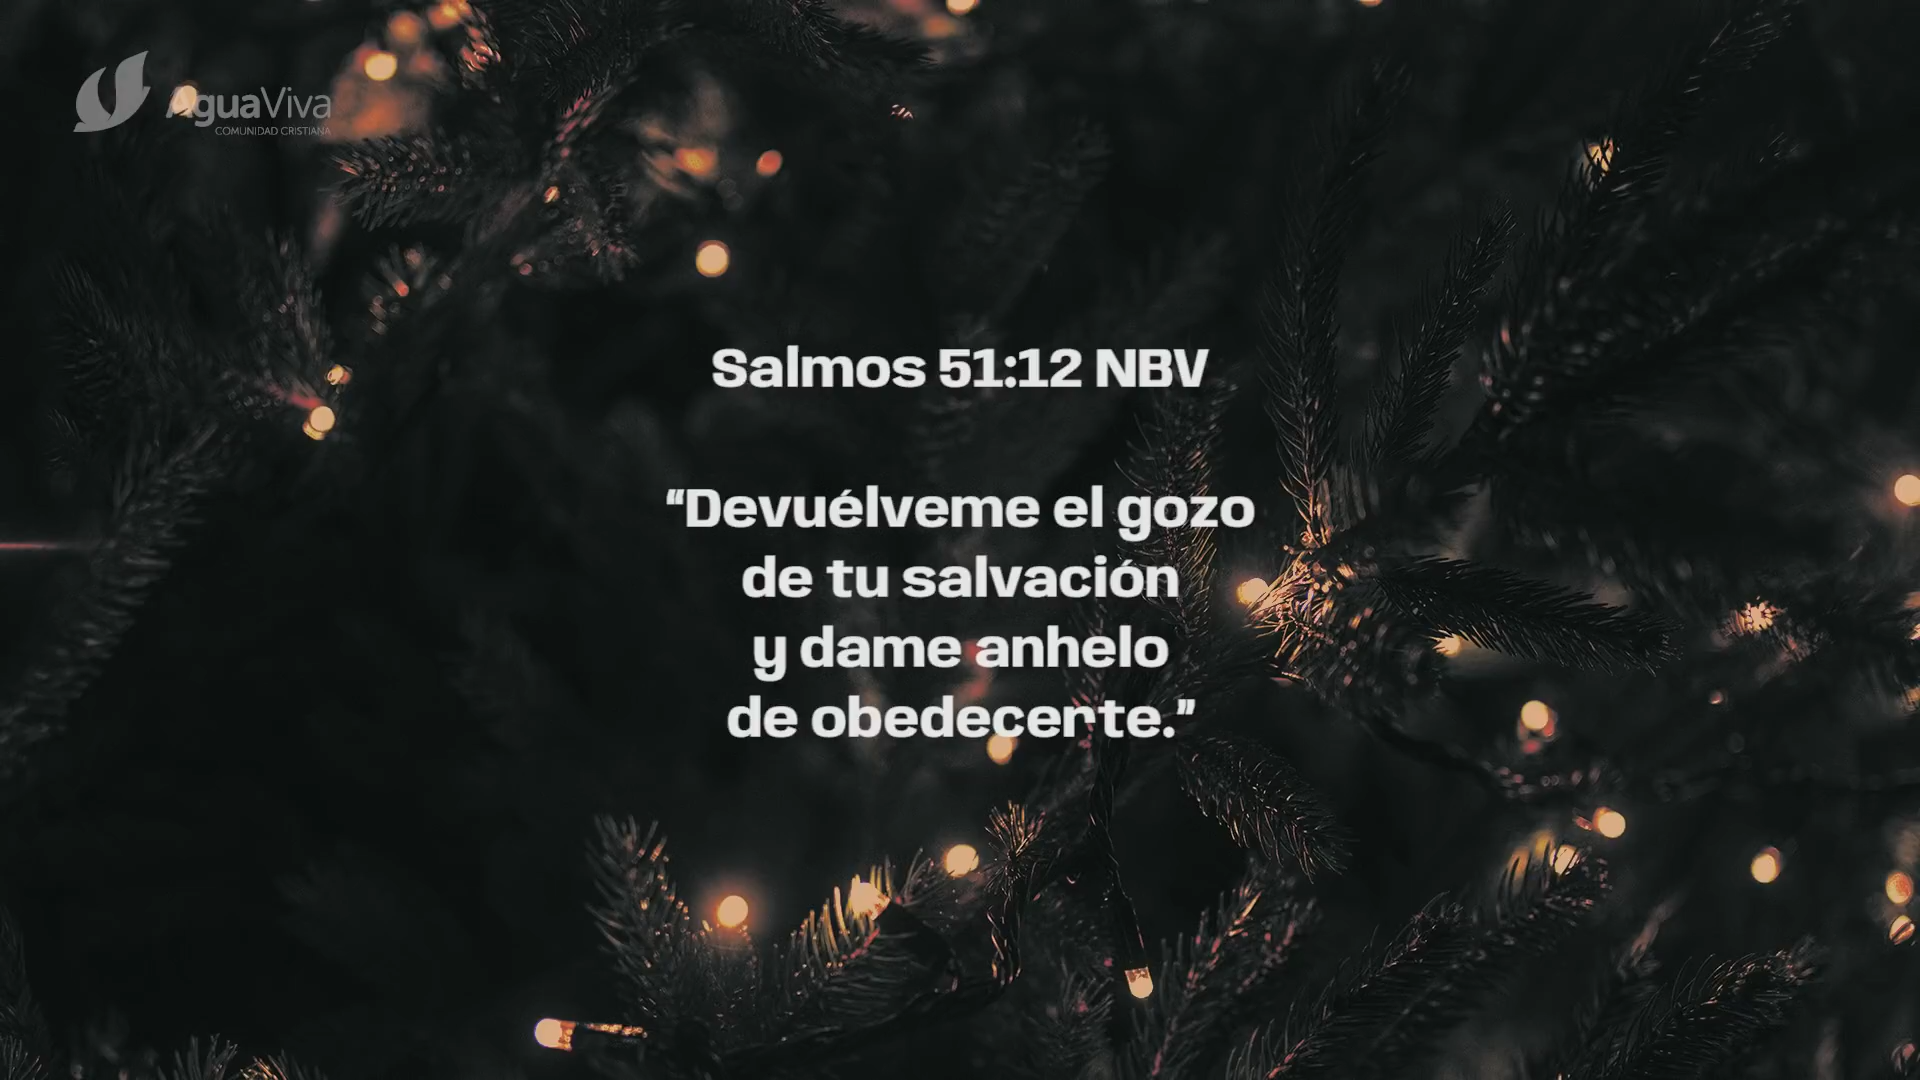 AguaViva
COMUNIDAD CRISTIANA
Salmos 51:12 NBV
“Devuélveme el gozo
de tu salvación
y dame anhelo
de obedecerte.”